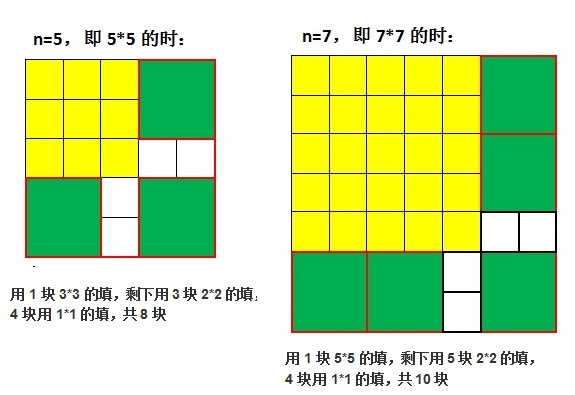 n=5，即 5*5 的时：
用 1 块 3*3 的填，剩下用 3 块 2*2 的填，
4 块用 1*1 的填，共 8 块
n=7，即 7*7 的时：
用 1 块 5*5 的填，剩下用 5 块 2*2 的填，
4 块用 1*1 的填，共 10 块